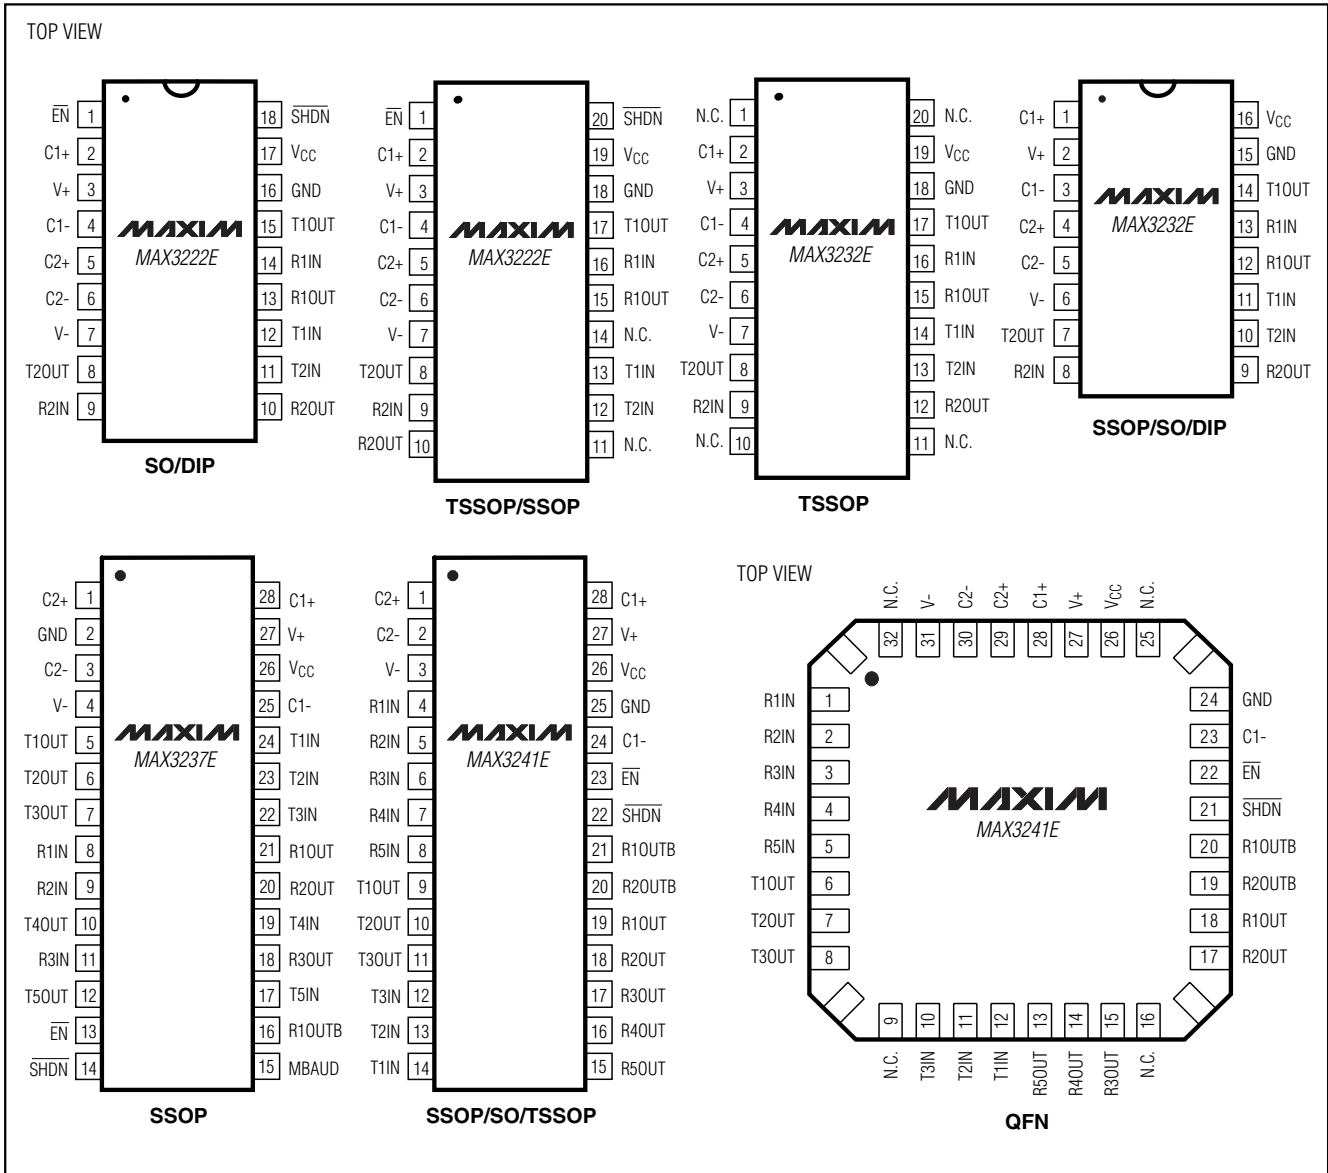 TOP VIEW
EN 1 18 SHDN
C1+ 2 17 VCC
V+ 3 16 GND
C1- 4 15 T1OUT
C2+ 5 14 R1IN
C2- 6 13 R1OUT
V- 7 12 T1IN
T2OUT 8 11 T2IN
R2IN 9 10 R2OUT
MAXIM
MAX3222E
SO/DIP
EN 1 20 SHDN
C1+ 2 19 VCC
V+ 3 18 GND
C1- 4 17 T1OUT
C2+ 5 16 R1IN
C2- 6 15 R1OUT
V- 7 14 N.C.
T2OUT 8 13 T1IN
R2IN 9 12 T2IN
R2OUT 10 11 N.C.
MAXIM
MAX3222E
TSSOP/SSOP
N.C. 1 20 N.C.
C1+ 2 19 VCC
V+ 3 18 GND
C1- 4 17 T1OUT
C2+ 5 16 R1IN
C2- 6 15 R1OUT
V- 7 14 T1IN
T2OUT 8 13 T2IN
R2IN 9 12 R2OUT
N.C. 10 11 N.C.
MAXIM
MAX3232E
TSSOP
C1+ 1 16 VCC
V+ 2 15 GND
C1- 3 14 T1OUT
C2+ 4 13 R1IN
C2- 5 12 R1OUT
V- 6 11 T1IN
T2OUT 7 10 T2IN
R2IN 8 9 R2OUT
MAXIM
MAX3232E
SSOP/SO/DIP
C2+ 1 28 C1+
GND 2 27 V+
C2- 3 26 VCC
V- 4 25 C1-
T1OUT 5 24 T1IN
T2OUT 6 23 T2IN
T3OUT 7 22 T3IN
R1IN 8 21 R1OUT
R2IN 9 20 R2OUT
T4OUT 10 19 T4IN
R3IN 11 18 R3OUT
T5OUT 12 17 T5IN
EN 13 16 R1OUTB
SHDN 14 15 MBAUD
MAXIM
MAX3237E
SSOP
C2+ 1 28 C1+
C2- 2 27 V+
V- 3 26 VCC
R1IN 4 25 GND
R2IN 5 24 C1-
R3IN 6 23 EN
R4IN 7 22 SHDN
R5IN 8 21 R1OUTB
T1OUT 9 20 R2OUTB
T2OUT 10 19 R1OUT
T3OUT 11 18 R2OUT
T3IN 12 17 R3OUT
T2IN 13 16 R4OUT
T1IN 14 15 R5OUT
MAXIM
MAX3241E
SSOP/SO/TSSOP
TOP VIEW
N.C. V- C2- C2+ C1+ V+ VCC N.C.
32 31 30 29 28 27 26 25
R1IN 1 24 GND
R2IN 2 23 C1-
R3IN 3 22 EN
R4IN 4 21 SHDN
R5IN 5 20 R1OUTB
T1OUT 6 19 R2OUTB
T2OUT 7 18 R1OUT
T3OUT 8 17 R2OUT
MAXIM
MAX3241E
9 10 11 12 13 14 15 16
N.C. T3IN T2IN T1IN R5OUT R4OUT R3OUT N.C.
QFN